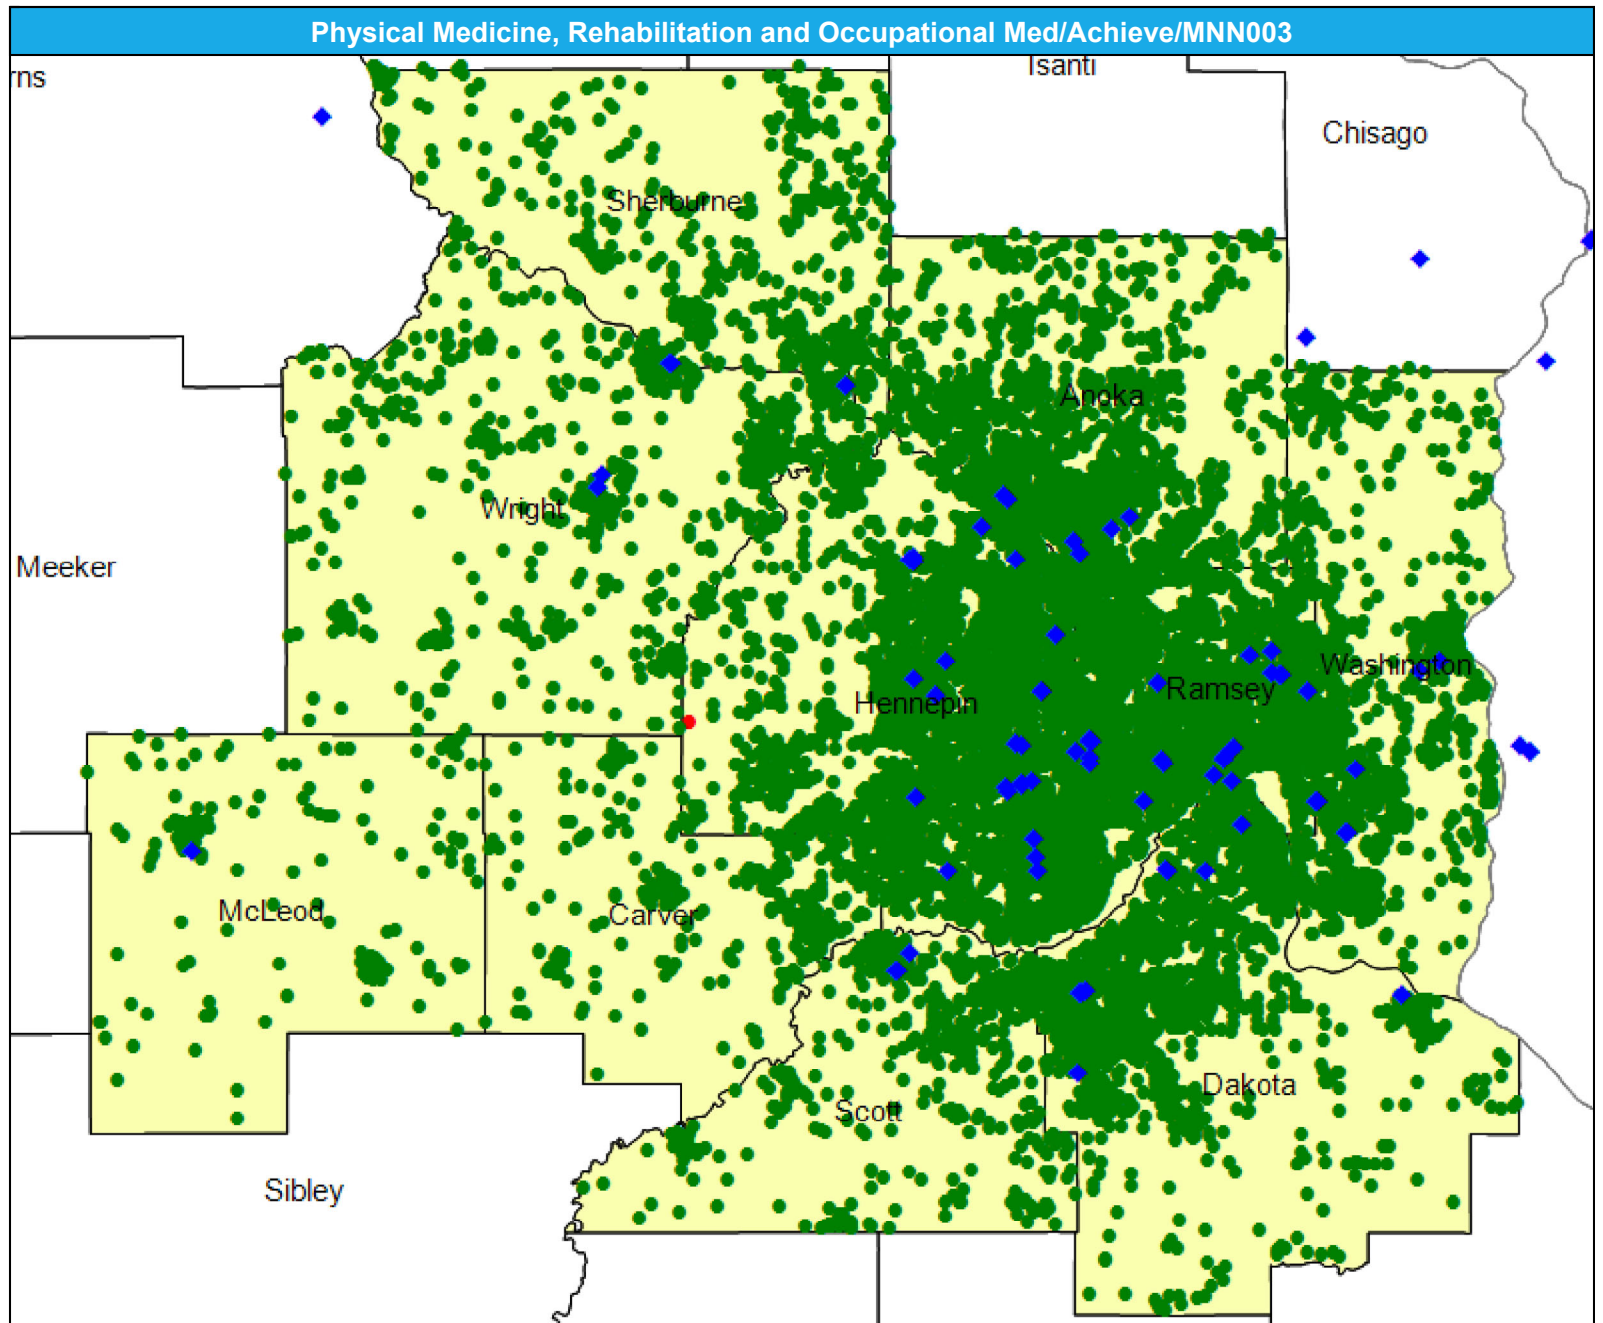 Physical Medicine, Rehabilitation and Occupational Med/Achieve/MNN003
rns
Isanti
Chisago
Sherburne
Anoka
Wright
Meeker
Washington
Ramsey
Hennepin
McLeod
Carver
Dakota
Scott
Sibley